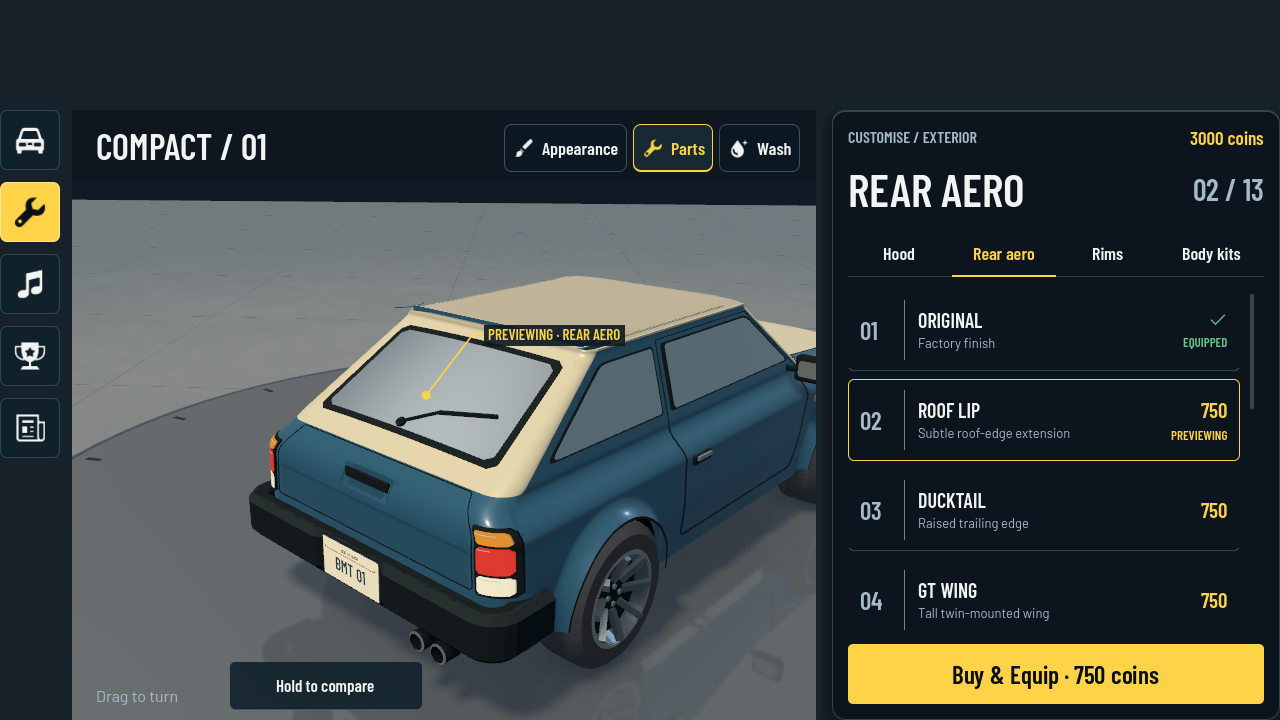 COMPACT / 01
Appearance
Parts
Wash
PREVIEWING · REAR AERO
BMT 01
Drag to turn
Hold to compare
CUSTOMISE / EXTERIOR
3000 coins
REAR AERO
02 / 13
Hood
Rear aero
Rims
Body kits
01
ORIGINAL
Factory finish
EQUIPPED
02
ROOF LIP
Subtle roof-edge extension
750
PREVIEWING
03
DUCKTAIL
Raised trailing edge
750
04
GT WING
Tall twin-mounted wing
750
Buy & Equip · 750 coins